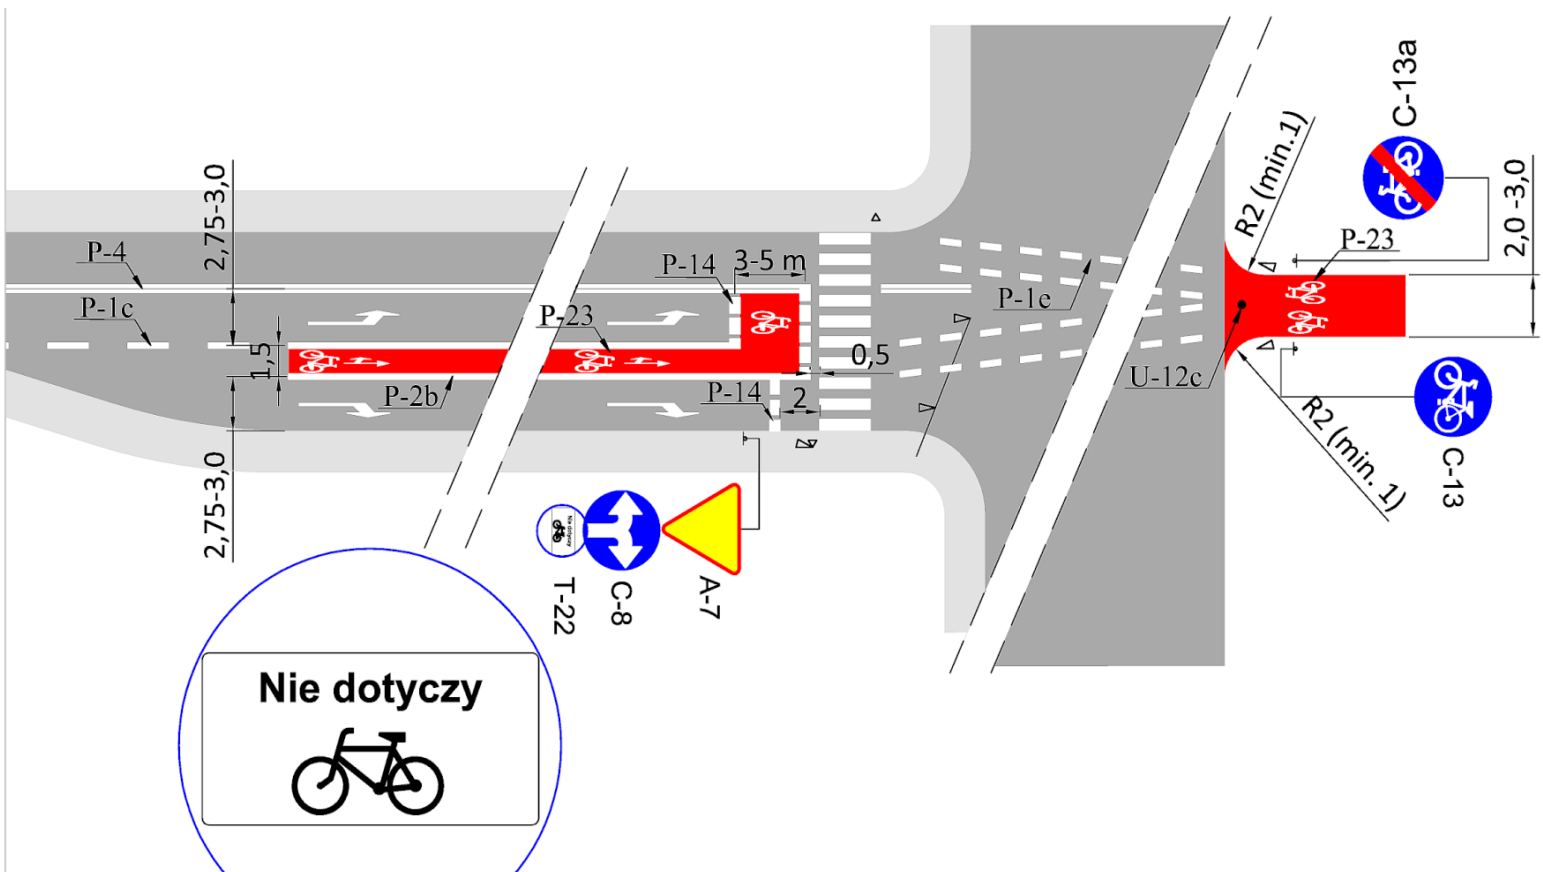 C-13a
R2 (min.1)
2,0 -3,0
P-23
2,75-3,0
P-4
P-14
3-5 m
P-1c
P-23
P-1e
1,5
P-2b
0,5
P-14
2
U-12c
R2 (min. 1)
C-13
2,75-3,0
Nie dotyczy
T-22
C-8
A-7
Nie dotyczy